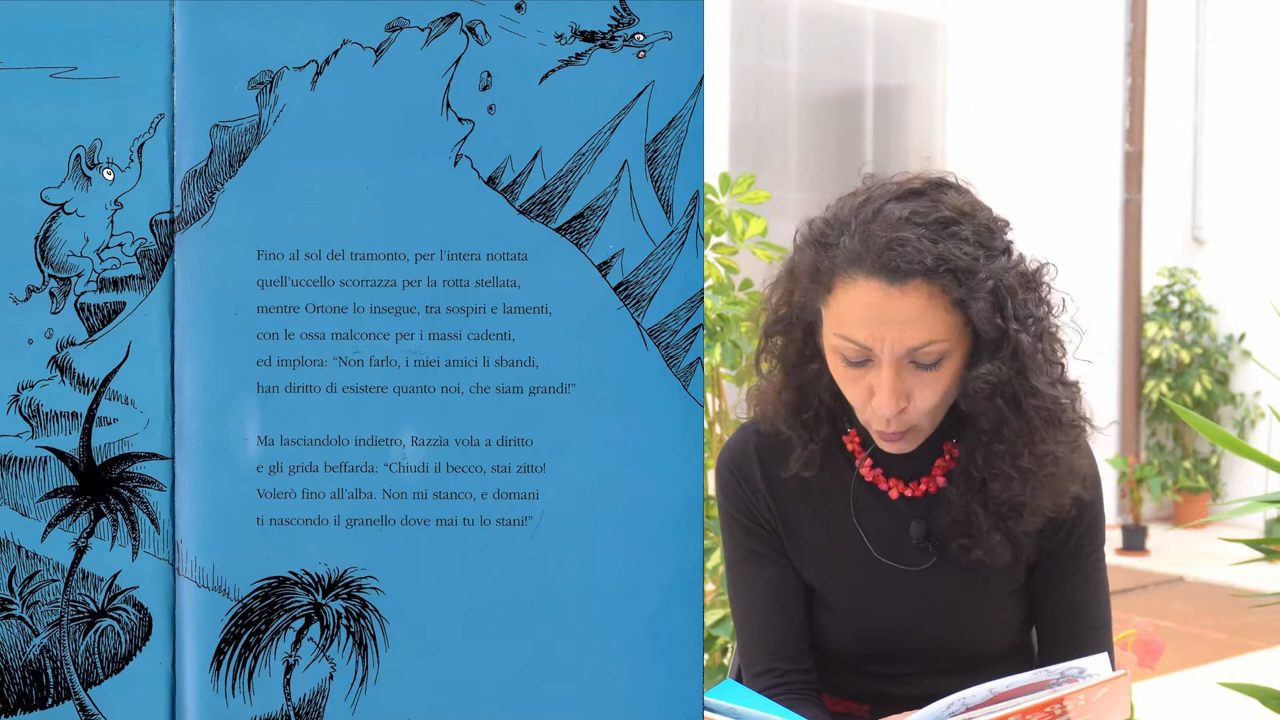 Fino al sol del tramonto, per l'intera nottata
quell'uccello scorrazza per la rotta stellata,
mentre Ortone lo insegue, tra sospiri e lamenti,
con le ossa malconce per i massi cadenti,
ed implora: “Non farlo, i miei amici li sbandi,
han diritto di esistere quanto noi, che siam grandi!”
Ma lasciandolo indietro, Razzìa vola a diritto
e gli grida beffarda: “Chiudi il becco, stai zitto!
Volerò fino all'alba. Non mi stanco, e domani
ti nascondo il granello dove mai tu lo stani!”